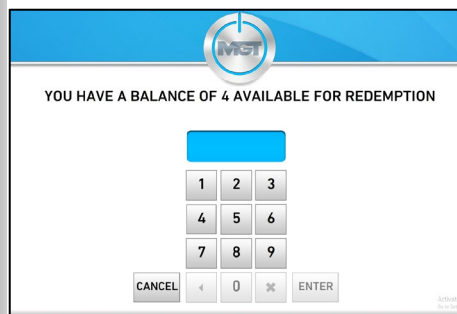 MGT
YOU HAVE A BALANCE OF 4 AVAILABLE FOR REDEMPTION
1 2 3
4 5 6
7 8 9
CANCEL 0 ENTER
Activat